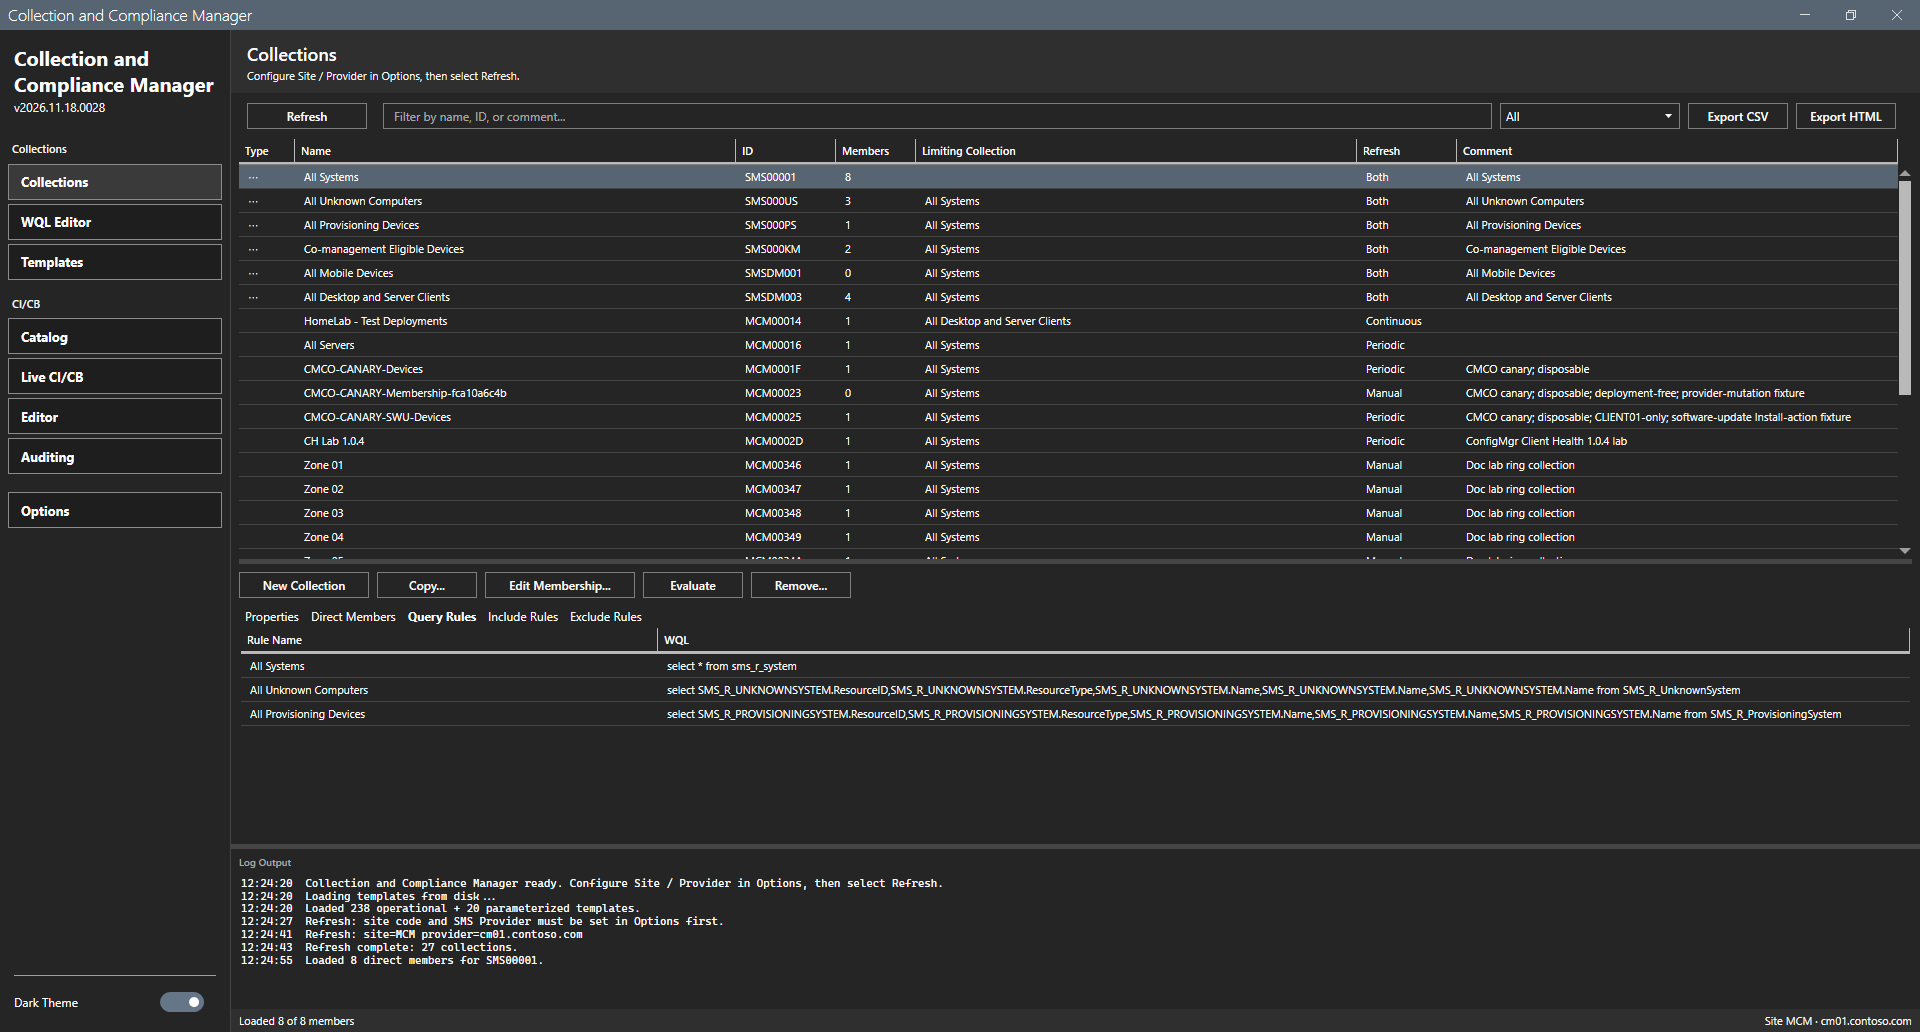 Collection and Compliance Manager
Collection and
Compliance Manager
v2026.11.18.0028
Collections
Collections
WQL Editor
Templates
CI/CB
Catalog
Live CI/CB
Editor
Auditing
Options
Dark Theme
Collections
Configure Site / Provider in Options, then select Refresh.
Refresh
Filter by name, ID, or comment...
All
Export CSV
Export HTML
Type Name ID Members Limiting Collection Refresh Comment
... All Systems SMS00001 8 Both All Systems
... All Unknown Computers SMS000US 3 All Systems Both All Unknown Computers
... All Provisioning Devices SMS000PS 1 All Systems Both All Provisioning Devices
... Co-management Eligible Devices SMS000KM 2 All Systems Both Co-management Eligible Devices
... All Mobile Devices SMSDM001 0 All Systems Both All Mobile Devices
... All Desktop and Server Clients SMSDM003 4 All Systems Both All Desktop and Server Clients
HomeLab - Test Deployments MCM00014 1 All Desktop and Server Clients Continuous
All Servers MCM00016 1 All Systems Periodic
CMCO-CANARY-Devices MCM0001F 1 All Systems Periodic CMCO canary; disposable
CMCO-CANARY-Membership-fca10a6c4b MCM00023 0 All Systems Manual CMCO canary; disposable; deployment-free; provider-mutation fixture
CMCO-CANARY-SWU-Devices MCM00025 1 All Systems Periodic CMCO canary; disposable; CLIENT01-only; software-update Install-action fixture
CH Lab 1.0.4 MCM0002D 1 All Systems Periodic ConfigMgr Client Health 1.0.4 lab
Zone 01 MCM00346 1 All Systems Manual Doc lab ring collection
Zone 02 MCM00347 1 All Systems Manual Doc lab ring collection
Zone 03 MCM00348 1 All Systems Manual Doc lab ring collection
Zone 04 MCM00349 1 All Systems Manual Doc lab ring collection
New Collection
Copy...
Edit Membership...
Evaluate
Remove...
Properties Direct Members Query Rules Include Rules Exclude Rules
Rule Name WQL
All Systems select * from sms_r_system
All Unknown Computers select SMS_R_UNKNOWNSYSTEM.ResourceID,SMS_R_UNKNOWNSYSTEM.ResourceType,SMS_R_UNKNOWNSYSTEM.Name,SMS_R_UNKNOWNSYSTEM.Name,SMS_R_UNKNOWNSYSTEM.Name from SMS_R_UnknownSystem
All Provisioning Devices select SMS_R_PROVISIONINGSYSTEM.ResourceID,SMS_R_PROVISIONINGSYSTEM.ResourceType,SMS_R_PROVISIONINGSYSTEM.Name,SMS_R_PROVISIONINGSYSTEM.Name,SMS_R_PROVISIONINGSYSTEM.Name from SMS_R_ProvisioningSystem
Log Output
12:24:20 Collection and Compliance Manager ready. Configure Site / Provider in Options, then select Refresh.
12:24:20 Loading templates from disk...
12:24:20 Loaded 238 operational + 20 parameterized templates.
12:24:27 Refresh: site code and SMS Provider must be set in Options first.
12:24:41 Refresh: site=MCM provider=cm01.contoso.com
12:24:43 Refresh complete: 27 collections.
12:24:55 Loaded 8 direct members for SMS00001.
Loaded 8 of 8 members
Site MCM · cm01.contoso.com